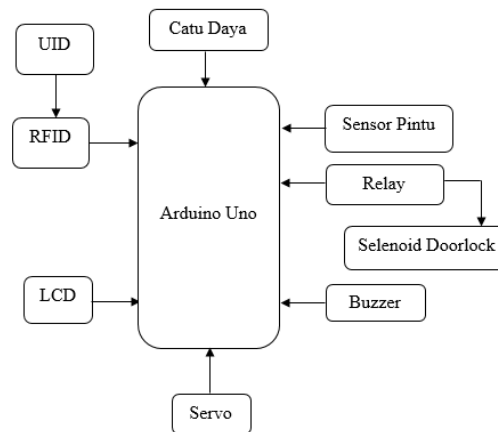 Catu Daya
UID
RFID
Sensor Pintu
Relay
Arduino Uno
Selenoid Doorlock
LCD
Buzzer
Servo